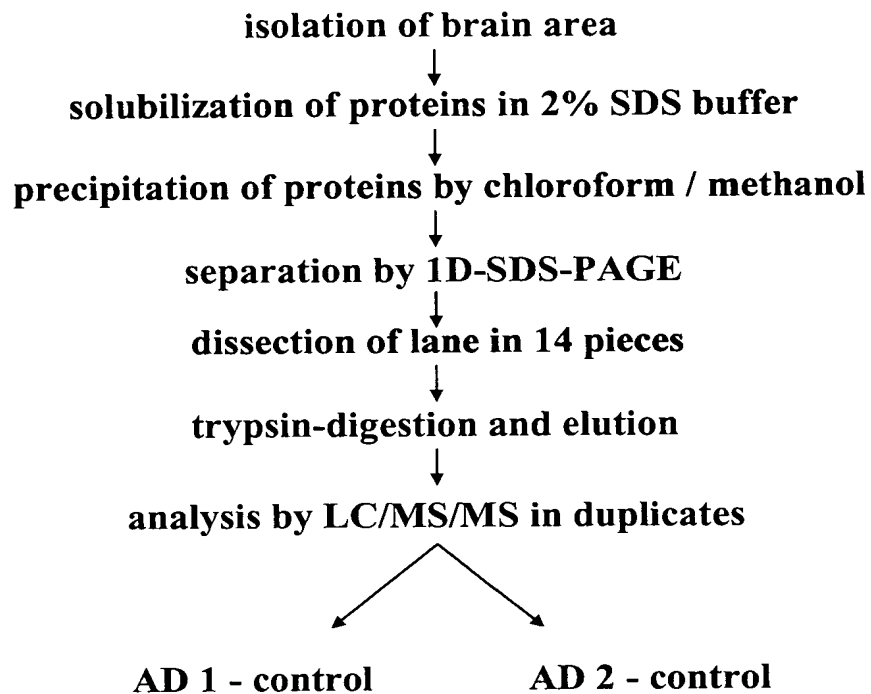 isolation of brain area
solubilization of proteins in 2% SDS buffer
precipitation of proteins by chloroform / methanol
separation by 1D-SDS-PAGE
dissection of lane in 14 pieces
trypsin-digestion and elution
analysis by LC/MS/MS in duplicates
AD 1 - control AD 2 - control